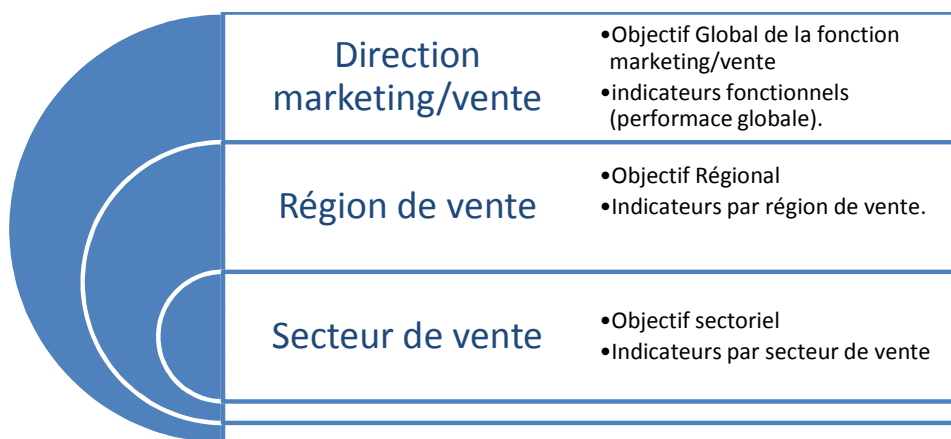 Direction
marketing/vente
•Objectif Global de la fonction
marketing/vente
•indicateurs fonctionnels
(performace globale).
Région de vente
•Objectif Régional
•Indicateurs par région de vente.
Secteur de vente
•Objectif sectoriel
•Indicateurs par secteur de vente